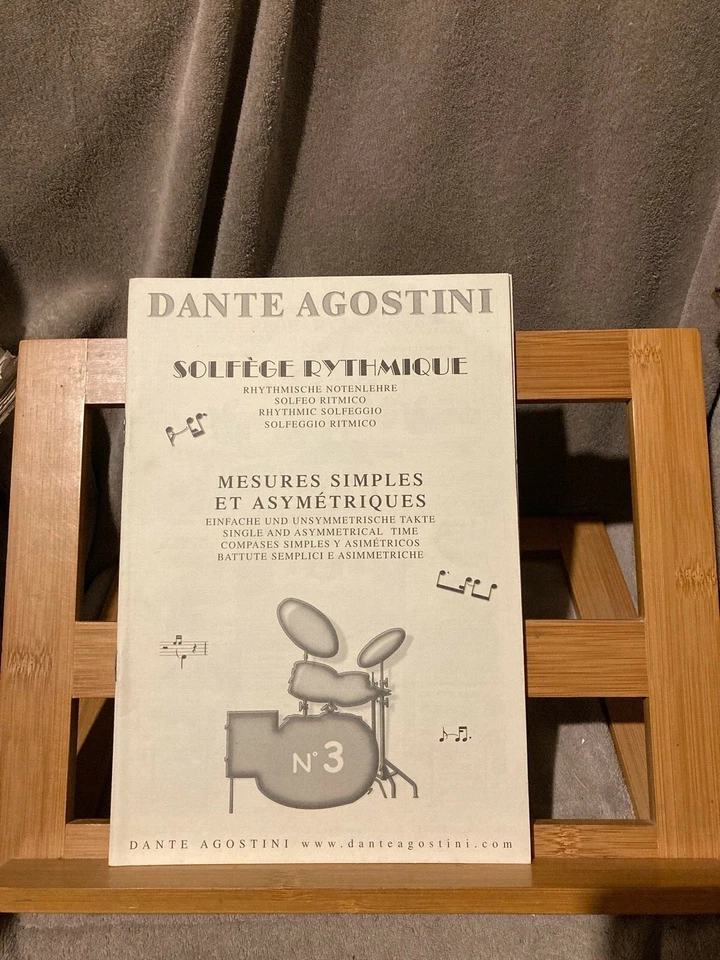 DANTE AGOSTINI
SOLFÈGE RYTHMIQUE
RHYTHMISCHE NOTENLEHRE
SOLFEO RITMICO
RHYTHMIC SOLFEGGIO
SOLFEGGIO RITMICO
MESURES SIMPLES
ET ASYMÉTRIQUES
EINFACHE UND UNSYMMETRISCHE TAKTE
SINGLE AND ASYMMETRICAL TIME
COMPASES SIMPLES Y ASIMÉTRICOS
BATTUTE SEMPLICI E ASIMMETRICHE
N° 3
DANTE AGOSTINI www.danteagostini.com